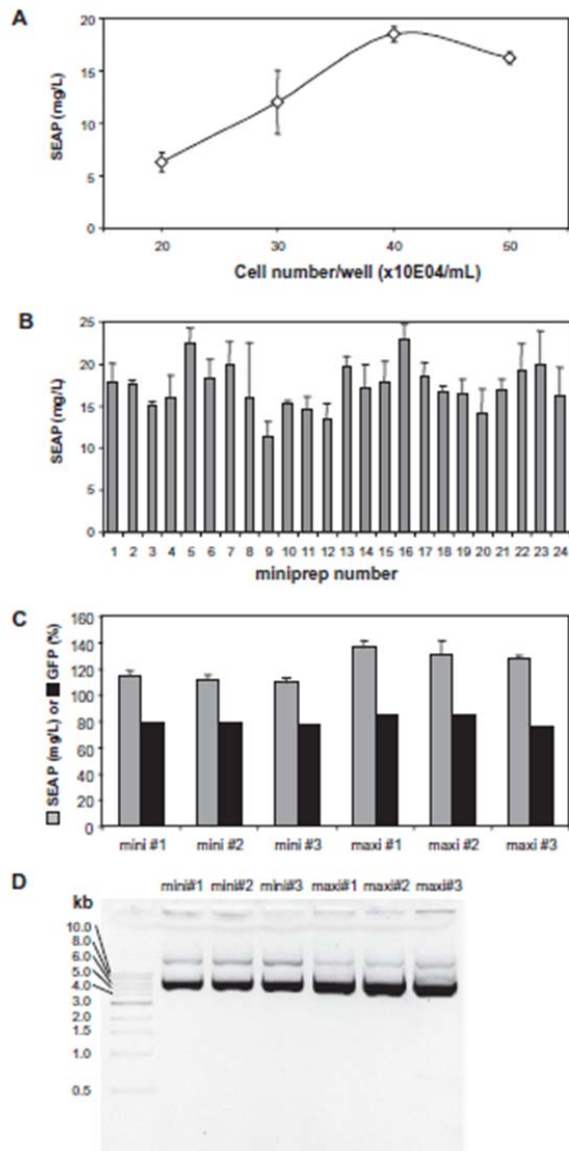 A
20
15
10
5
0
SEAP (mg/L)
20 30 40 50
Cell number/well (x10E04/mL)
B
25
20
15
10
5
0
SEAP (mg/L)
1 2 3 4 5 6 7 8 9 10 11 12 13 14 15 16 17 18 19 20 21 22 23 24
miniprep number
C
160
140
120
100
80
60
40
20
0
SEAP (mg/L) or GFP (%)
mini #1 mini #2 mini #3 maxi #1 maxi #2 maxi #3
D
mini#1 mini#2 mini#3 maxi#1 maxi#2 maxi#3
kb
10.0
8.0
6.0
5.0
4.0
3.0
2.0
1.5
1.0
0.5